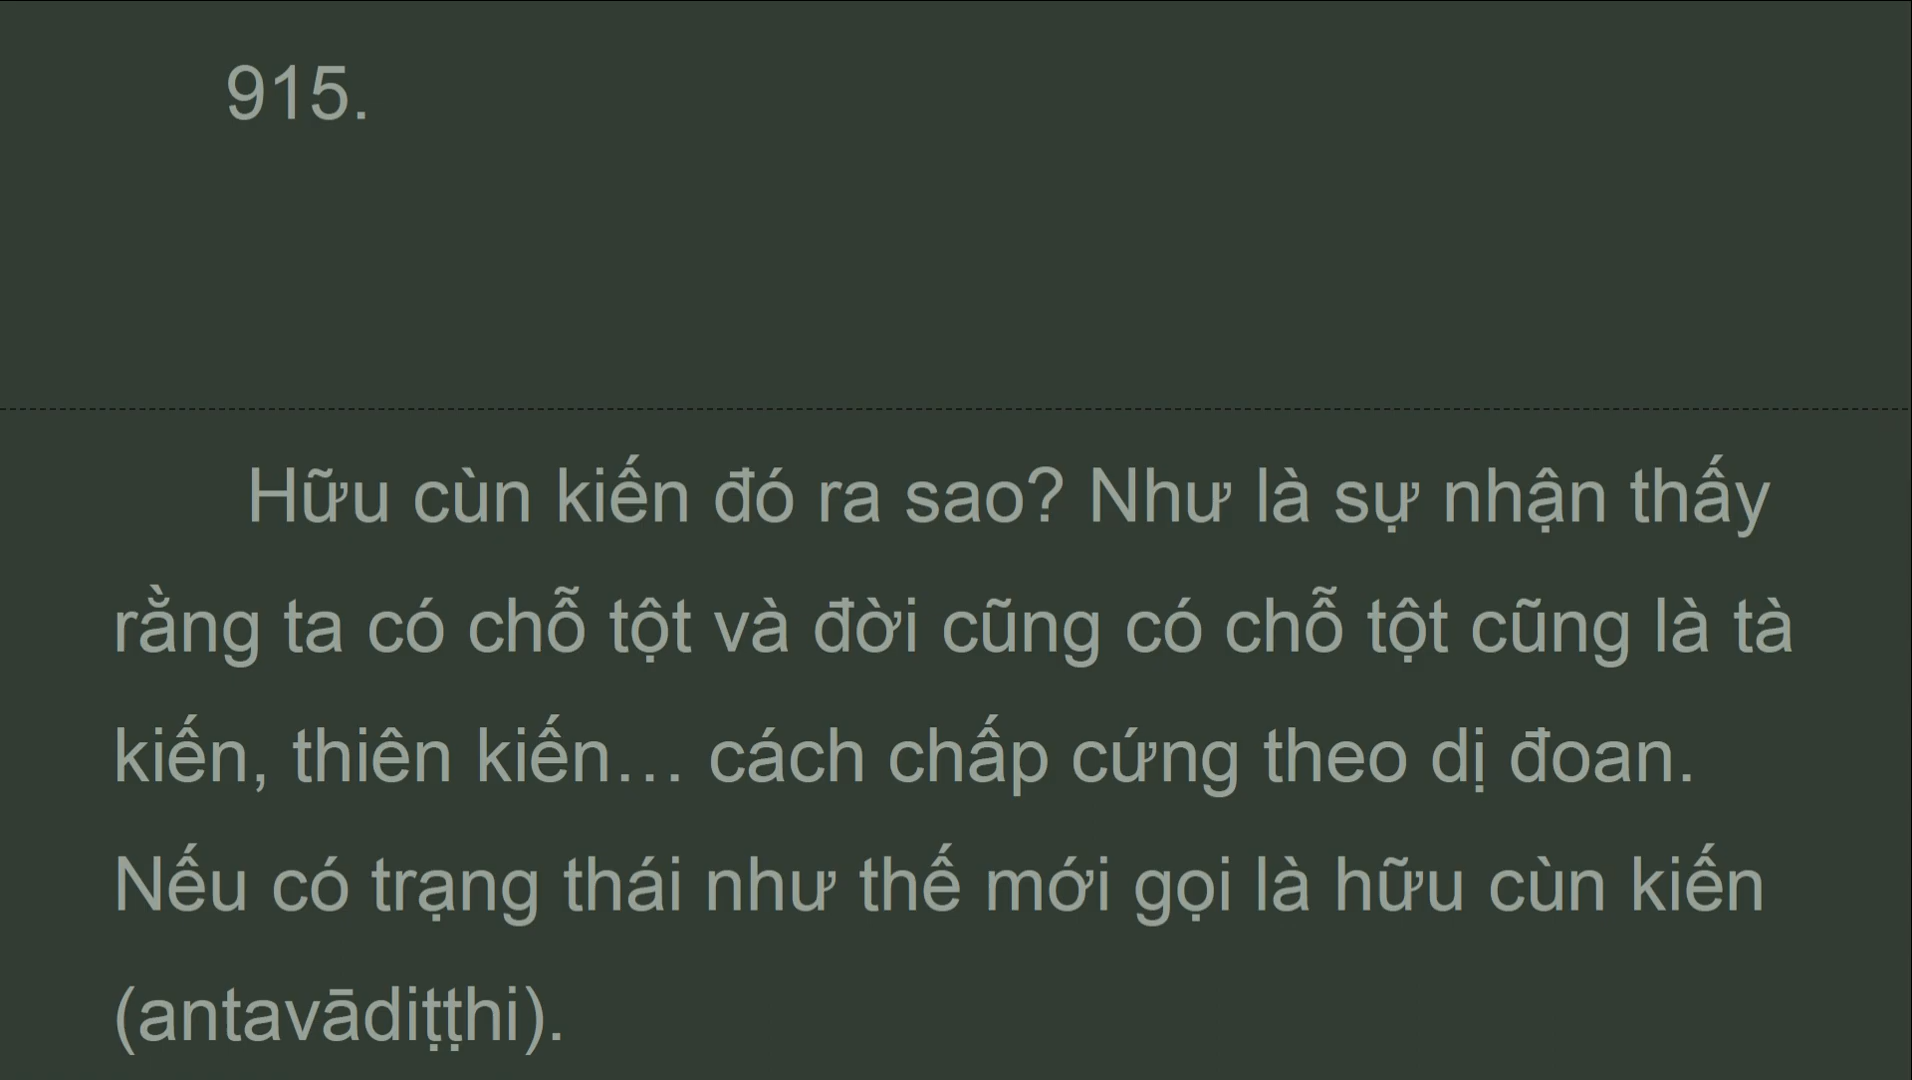 915.
Hữu cùn kiến đó ra sao? Như là sự nhận thấy
rằng ta có chỗ tột và đời cũng có chỗ tột cũng là tà
kiến, thiên kiến… cách chấp cứng theo dị đoan.
Nếu có trạng thái như thế mới gọi là hữu cùn kiến
(antavādiṭṭhi).